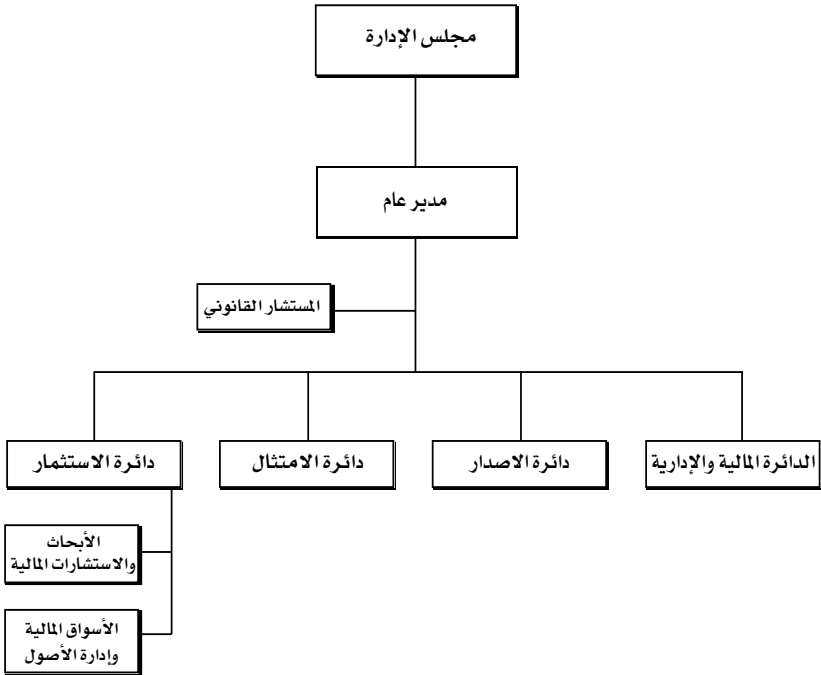 مجلس الإدارة
مدير عام
المستشار القانوني
الدائرة المالية والإدارية
دائرة الاصدار
دائرة الامتثال
دائرة الاستثمار
الأبحاث
والاستشارات المالية
الأسواق المالية
وإدارة الأصول